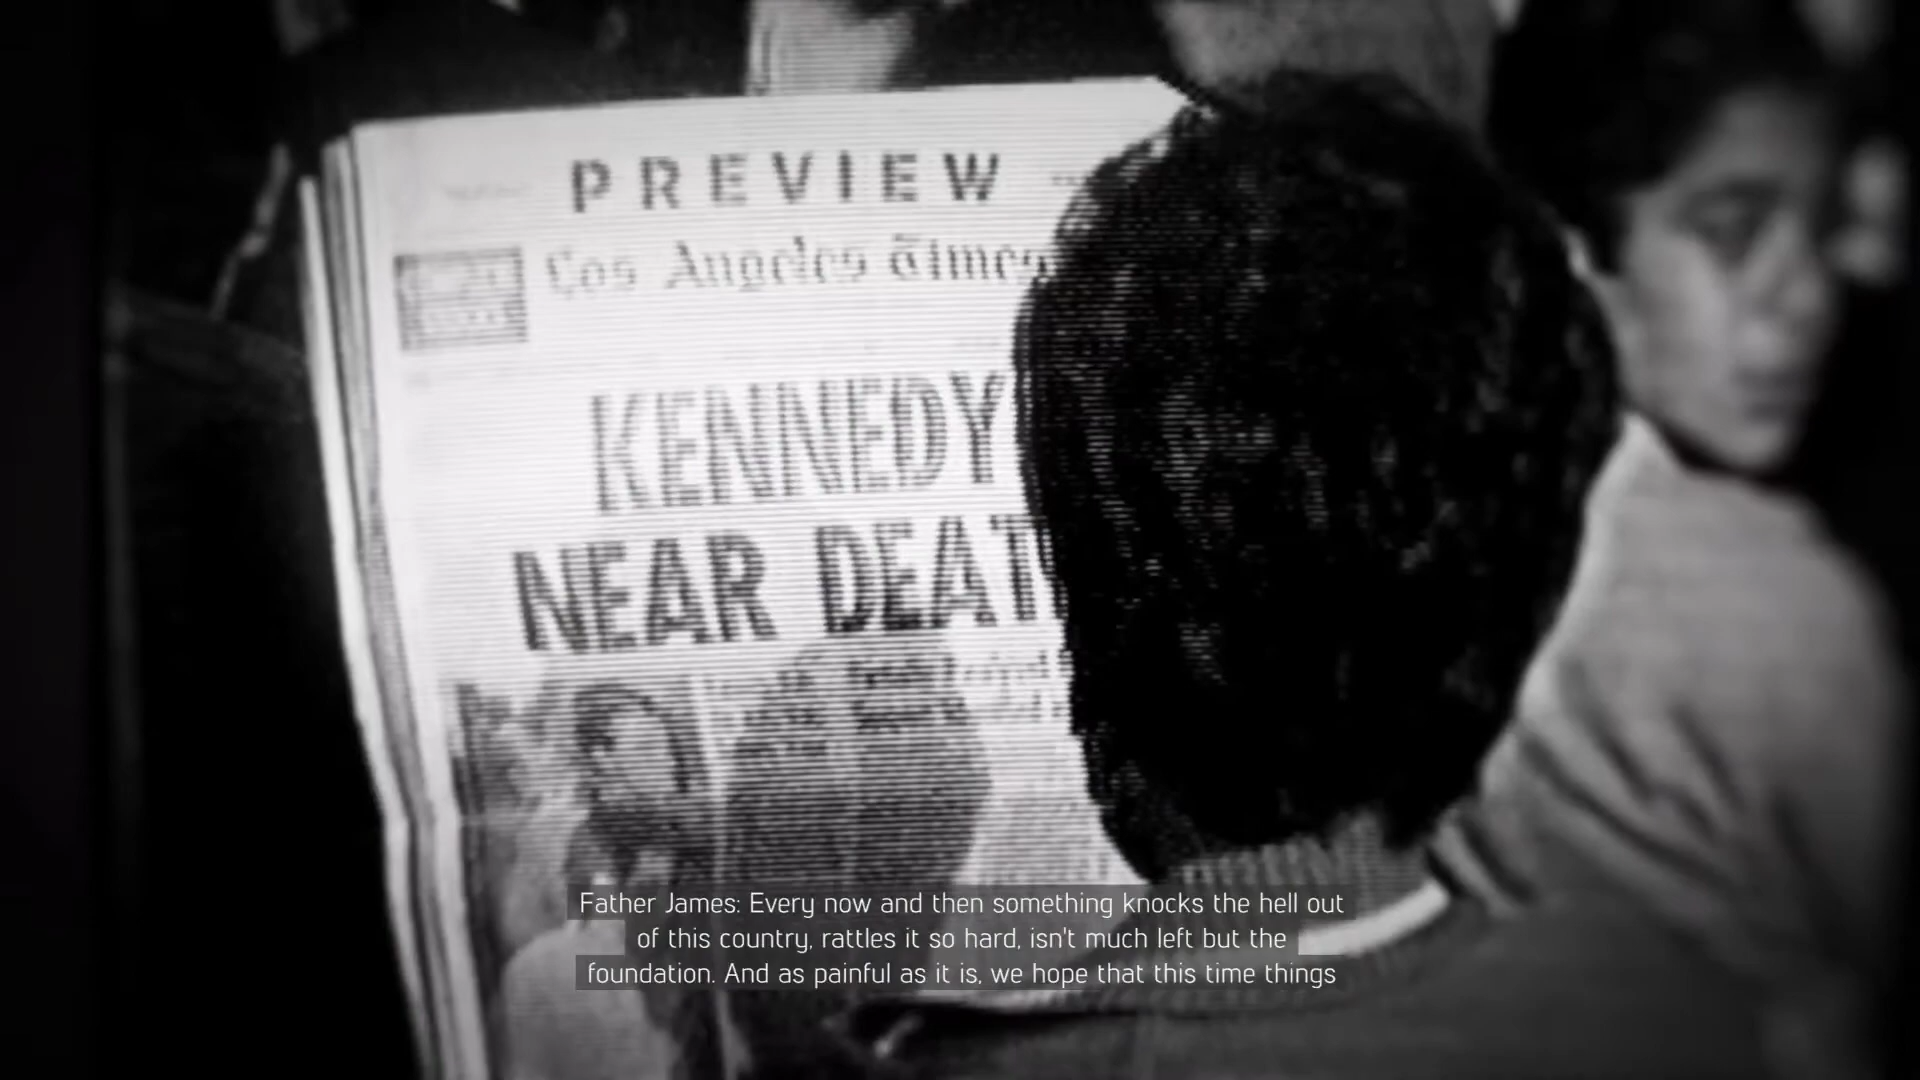 PREVIEW
Los Angeles Times
KENNEDY
NEAR DEAT
Father James: Every now and then something knocks the hell out
of this country, rattles it so hard, isn't much left but the
foundation. And as painful as it is, we hope that this time things